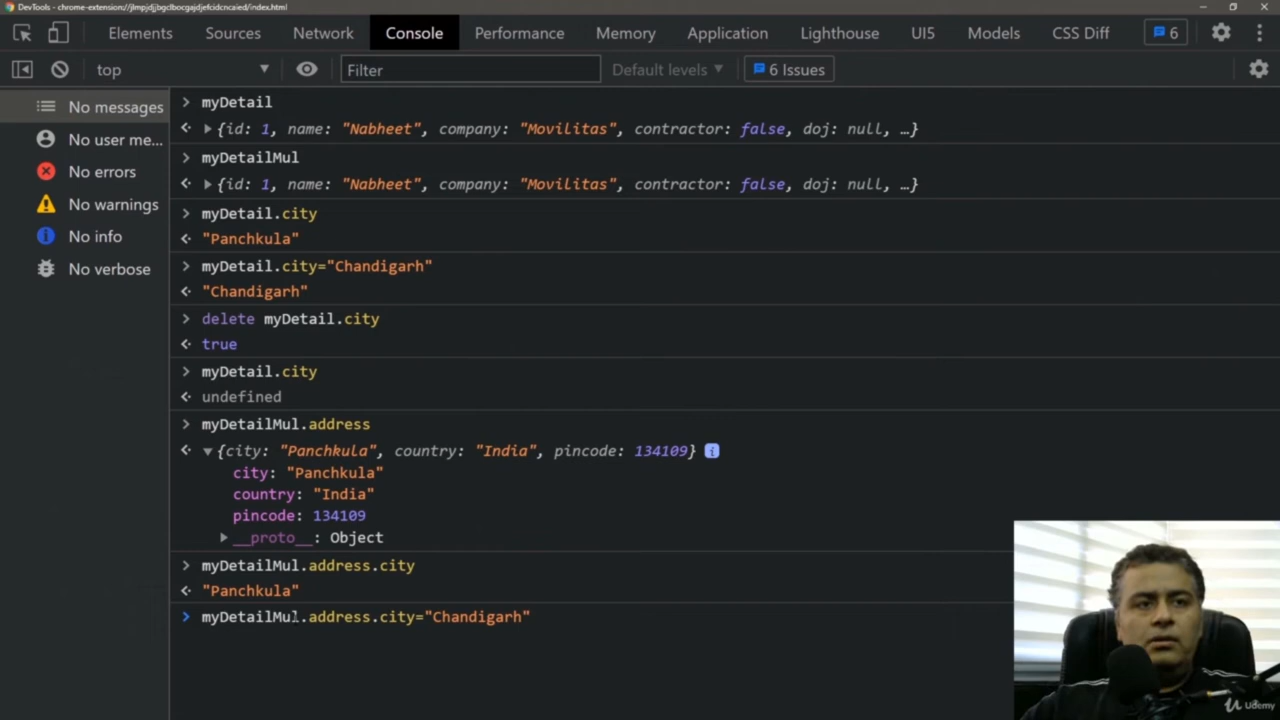 DevTools - chrome-extension://jlmpjdjjbgclbocgajdjefcidcncaied/index.html
Elements Sources Network Console Performance Memory Application Lighthouse UI5 Models CSS Diff 6
top Filter Default levels 6 Issues
No messages
No user me...
No errors
No warnings
No info
No verbose
myDetail
{id: 1, name: "Nabheet", company: "Movilitas", contractor: false, doj: null, …}
myDetailMul
{id: 1, name: "Nabheet", company: "Movilitas", contractor: false, doj: null, …}
myDetail.city
"Panchkula"
myDetail.city="Chandigarh"
"Chandigarh"
delete myDetail.city
true
myDetail.city
undefined
myDetailMul.address
{city: "Panchkula", country: "India", pincode: 134109}
city: "Panchkula"
country: "India"
pincode: 134109
__proto__: Object
myDetailMul.address.city
"Panchkula"
myDetailMul.address.city="Chandigarh"
Udemy